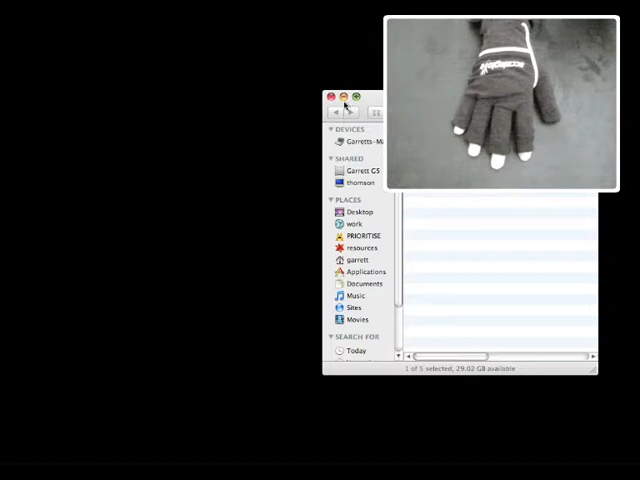 DEVICES
Garretts-Ma
SHARED
Garrett G5
thomson
PLACES
Desktop
work
PRIORITISE
resources
garrett
Applications
Documents
Music
Sites
Movies
SEARCH FOR
Today
1 of 5 selected, 29.02 GB available